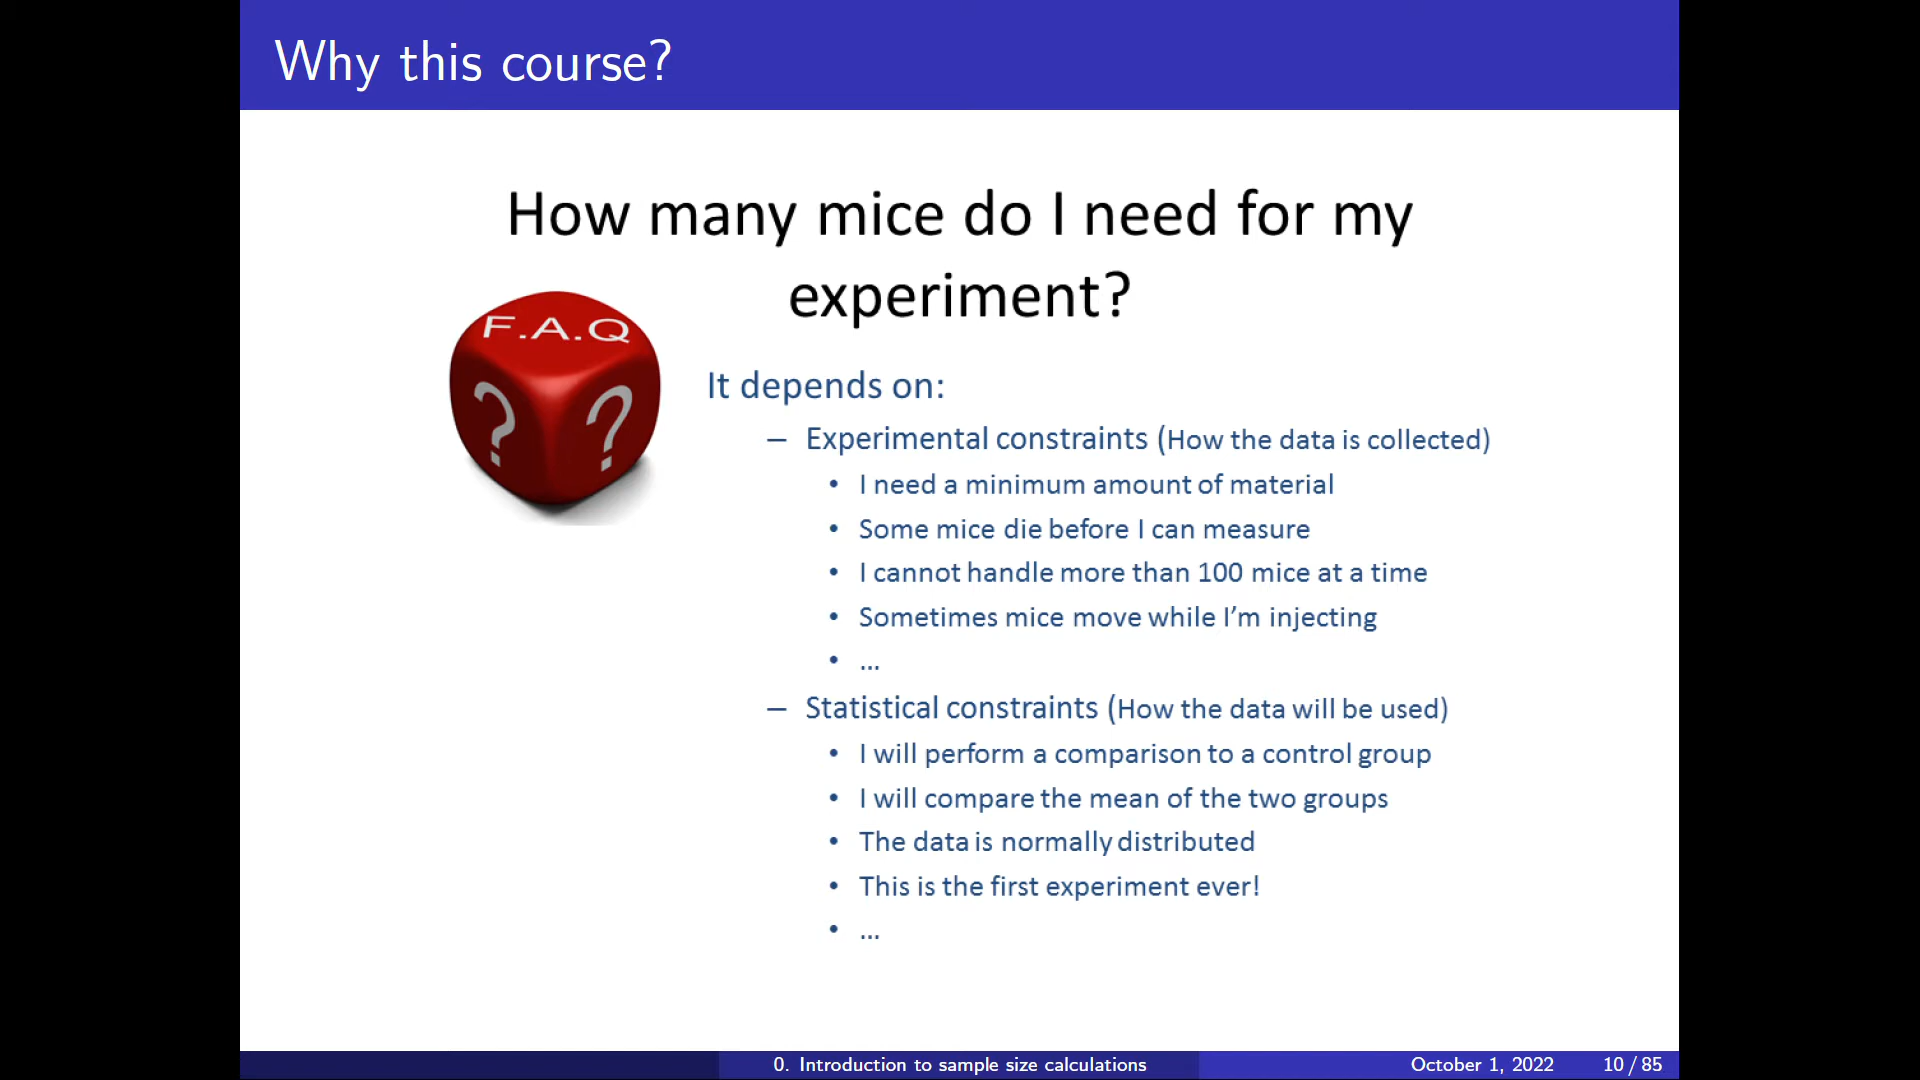 Why this course?
How many mice do I need for my
experiment?
F.A.Q
? ?
It depends on:
– Experimental constraints (How the data is collected)
• I need a minimum amount of material
• Some mice die before I can measure
• I cannot handle more than 100 mice at a time
• Sometimes mice move while I’m injecting
• ...
– Statistical constraints (How the data will be used)
• I will perform a comparison to a control group
• I will compare the mean of the two groups
• The data is normally distributed
• This is the first experiment ever!
• ...
0. Introduction to sample size calculations October 1, 2022 10 / 85